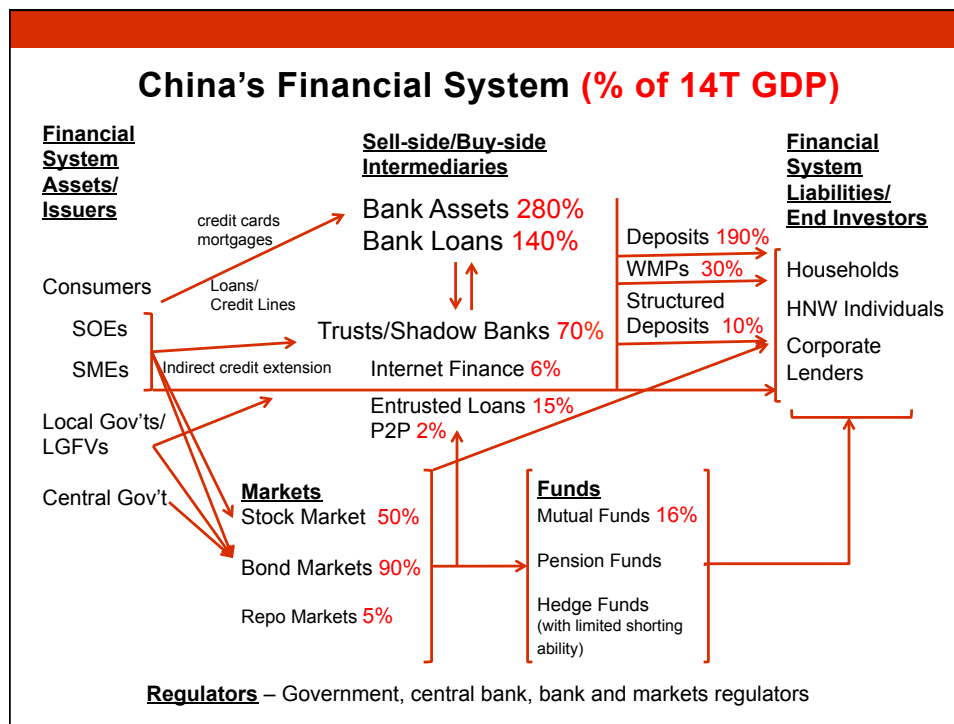 China’s Financial System (% of 14T GDP)
Financial
System
Assets/
Issuers
Sell-side/Buy-side
Intermediaries
Financial
System
Liabilities/
End Investors
credit cards
mortgages
Bank Assets 280%
Bank Loans 140%
Deposits 190%
WMPs 30%
Structured
Deposits 10%
Households
HNW Individuals
Corporate
Lenders
Consumers
Loans/
Credit Lines
SOEs
SMEs
Trusts/Shadow Banks 70%
Indirect credit extension
Internet Finance 6%
Entrusted Loans 15%
P2P 2%
Local Gov’ts/
LGFVs
Central Gov’t
Markets
Stock Market 50%
Bond Markets 90%
Repo Markets 5%
Funds
Mutual Funds 16%
Pension Funds
Hedge Funds
(with limited shorting
ability)
Regulators – Government, central bank, bank and markets regulators